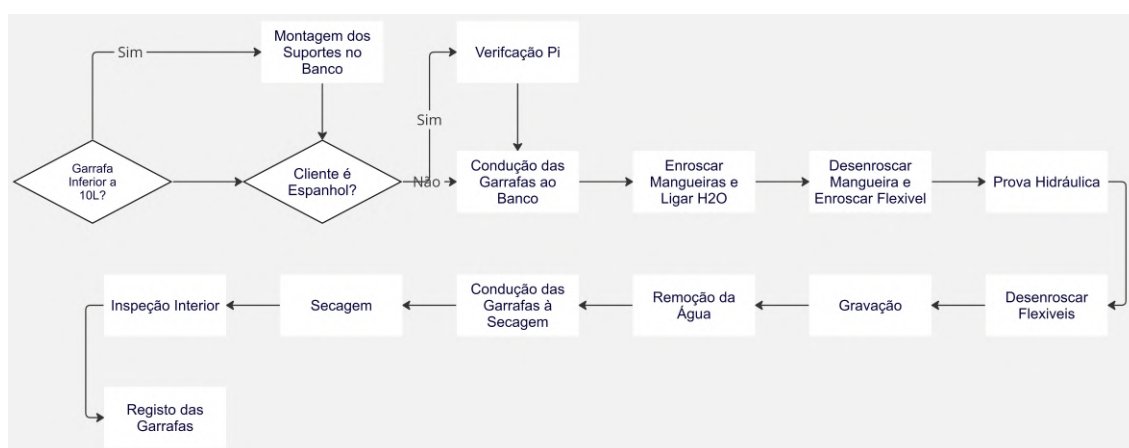 Sim
Montagem dos
Suportes no
Banco
Verifcação Pi
Sim
Garrafa
Inferior a
10L?
Cliente é
Espanhol?
Não
Condução das
Garrafas ao
Banco
Enroscar
Mangueiras e
Ligar H2O
Desenroscar
Mangueira e
Enroscar Flexivel
Prova Hidráulica
Inspeção Interior
Secagem
Condução das
Garrafas à
Secagem
Remoção da
Água
Gravação
Desenroscar
Flexiveis
Registo das
Garrafas